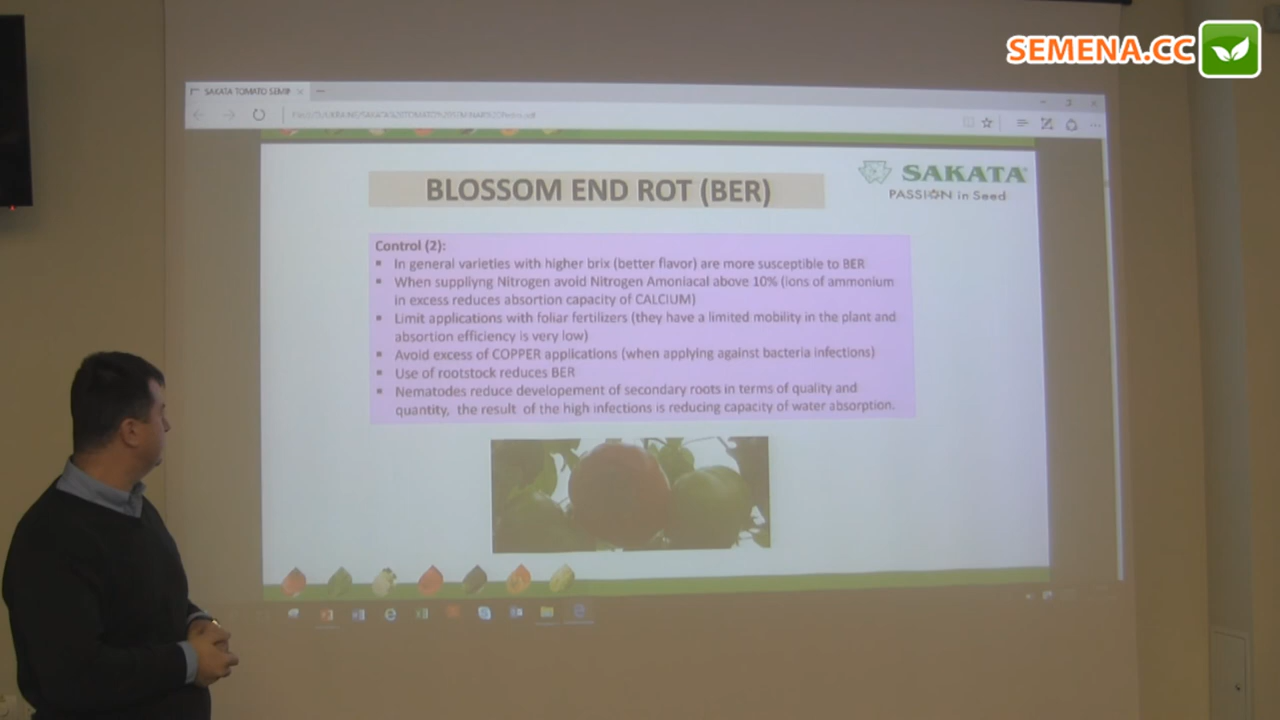 SEMENA.CC
SAKATA TOMATO SEMIN
BLOSSOM END ROT (BER)
SAKATA
PASSION in Seed
Control (2):
In general varieties with higher brix (better flavor) are more susceptible to BER
When suppliyng Nitrogen avoid Nitrogen Amoniacal above 10% (ions of ammonium
in excess reduces absortion capacity of CALCIUM)
Limit applications with foliar fertilizers (they have a limited mobility in the plant and
absortion efficiency is very low)
Avoid excess of COPPER applications (when applying against bacteria infections)
Use of rootstock reduces BER
Nematodes reduce developement of secondary roots in terms of quality and
quantity, the result of the high infections is reducing capacity of water absorption.